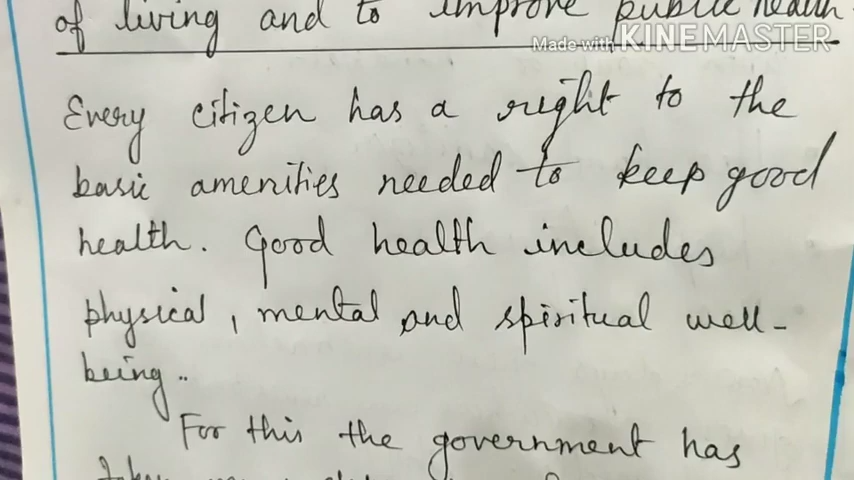 of living and to improve public health
Made with KINEMASTER
Every citizen has a right to the
basic amenities needed to keep good
health. Good health includes
physical, mental and spiritual well-
being..
For this the government has
taken